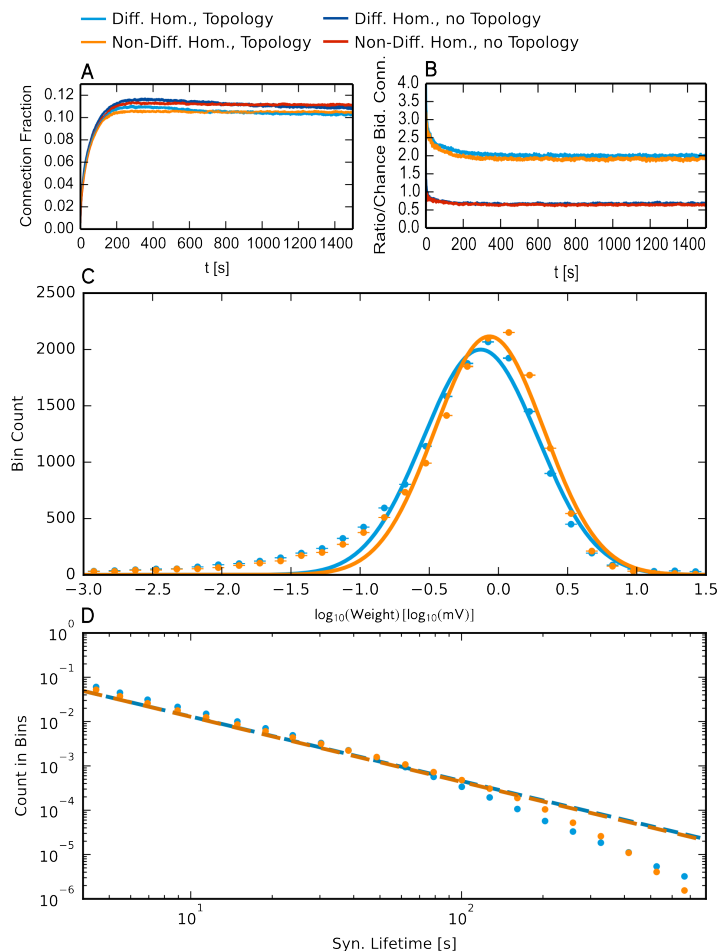 Diff. Hom., Topology
Diff. Hom., no Topology
Non-Diff. Hom., Topology
Non-Diff. Hom., no Topology
A
Connection Fraction
0.12
0.10
0.08
0.06
0.04
0.02
0.00
0 200 400 600 800 1000 1200 1400
t [s]
B
Ratio/Chance Bid. Conn.
4.0
3.5
3.0
2.5
2.0
1.5
1.0
0.5
0.0
0 200 400 600 800 1000 1200 1400
t [s]
C
Bin Count
2500
2000
1500
1000
500
0
−3.0 −2.5 −2.0 −1.5 −1.0 −0.5 0.0 0.5 1.0 1.5
log₁₀(Weight)[log₁₀(mV)]
D
Count in Bins
10⁰
10⁻¹
10⁻²
10⁻³
10⁻⁴
10⁻⁵
10⁻⁶
10¹ 10²
Syn. Lifetime [s]